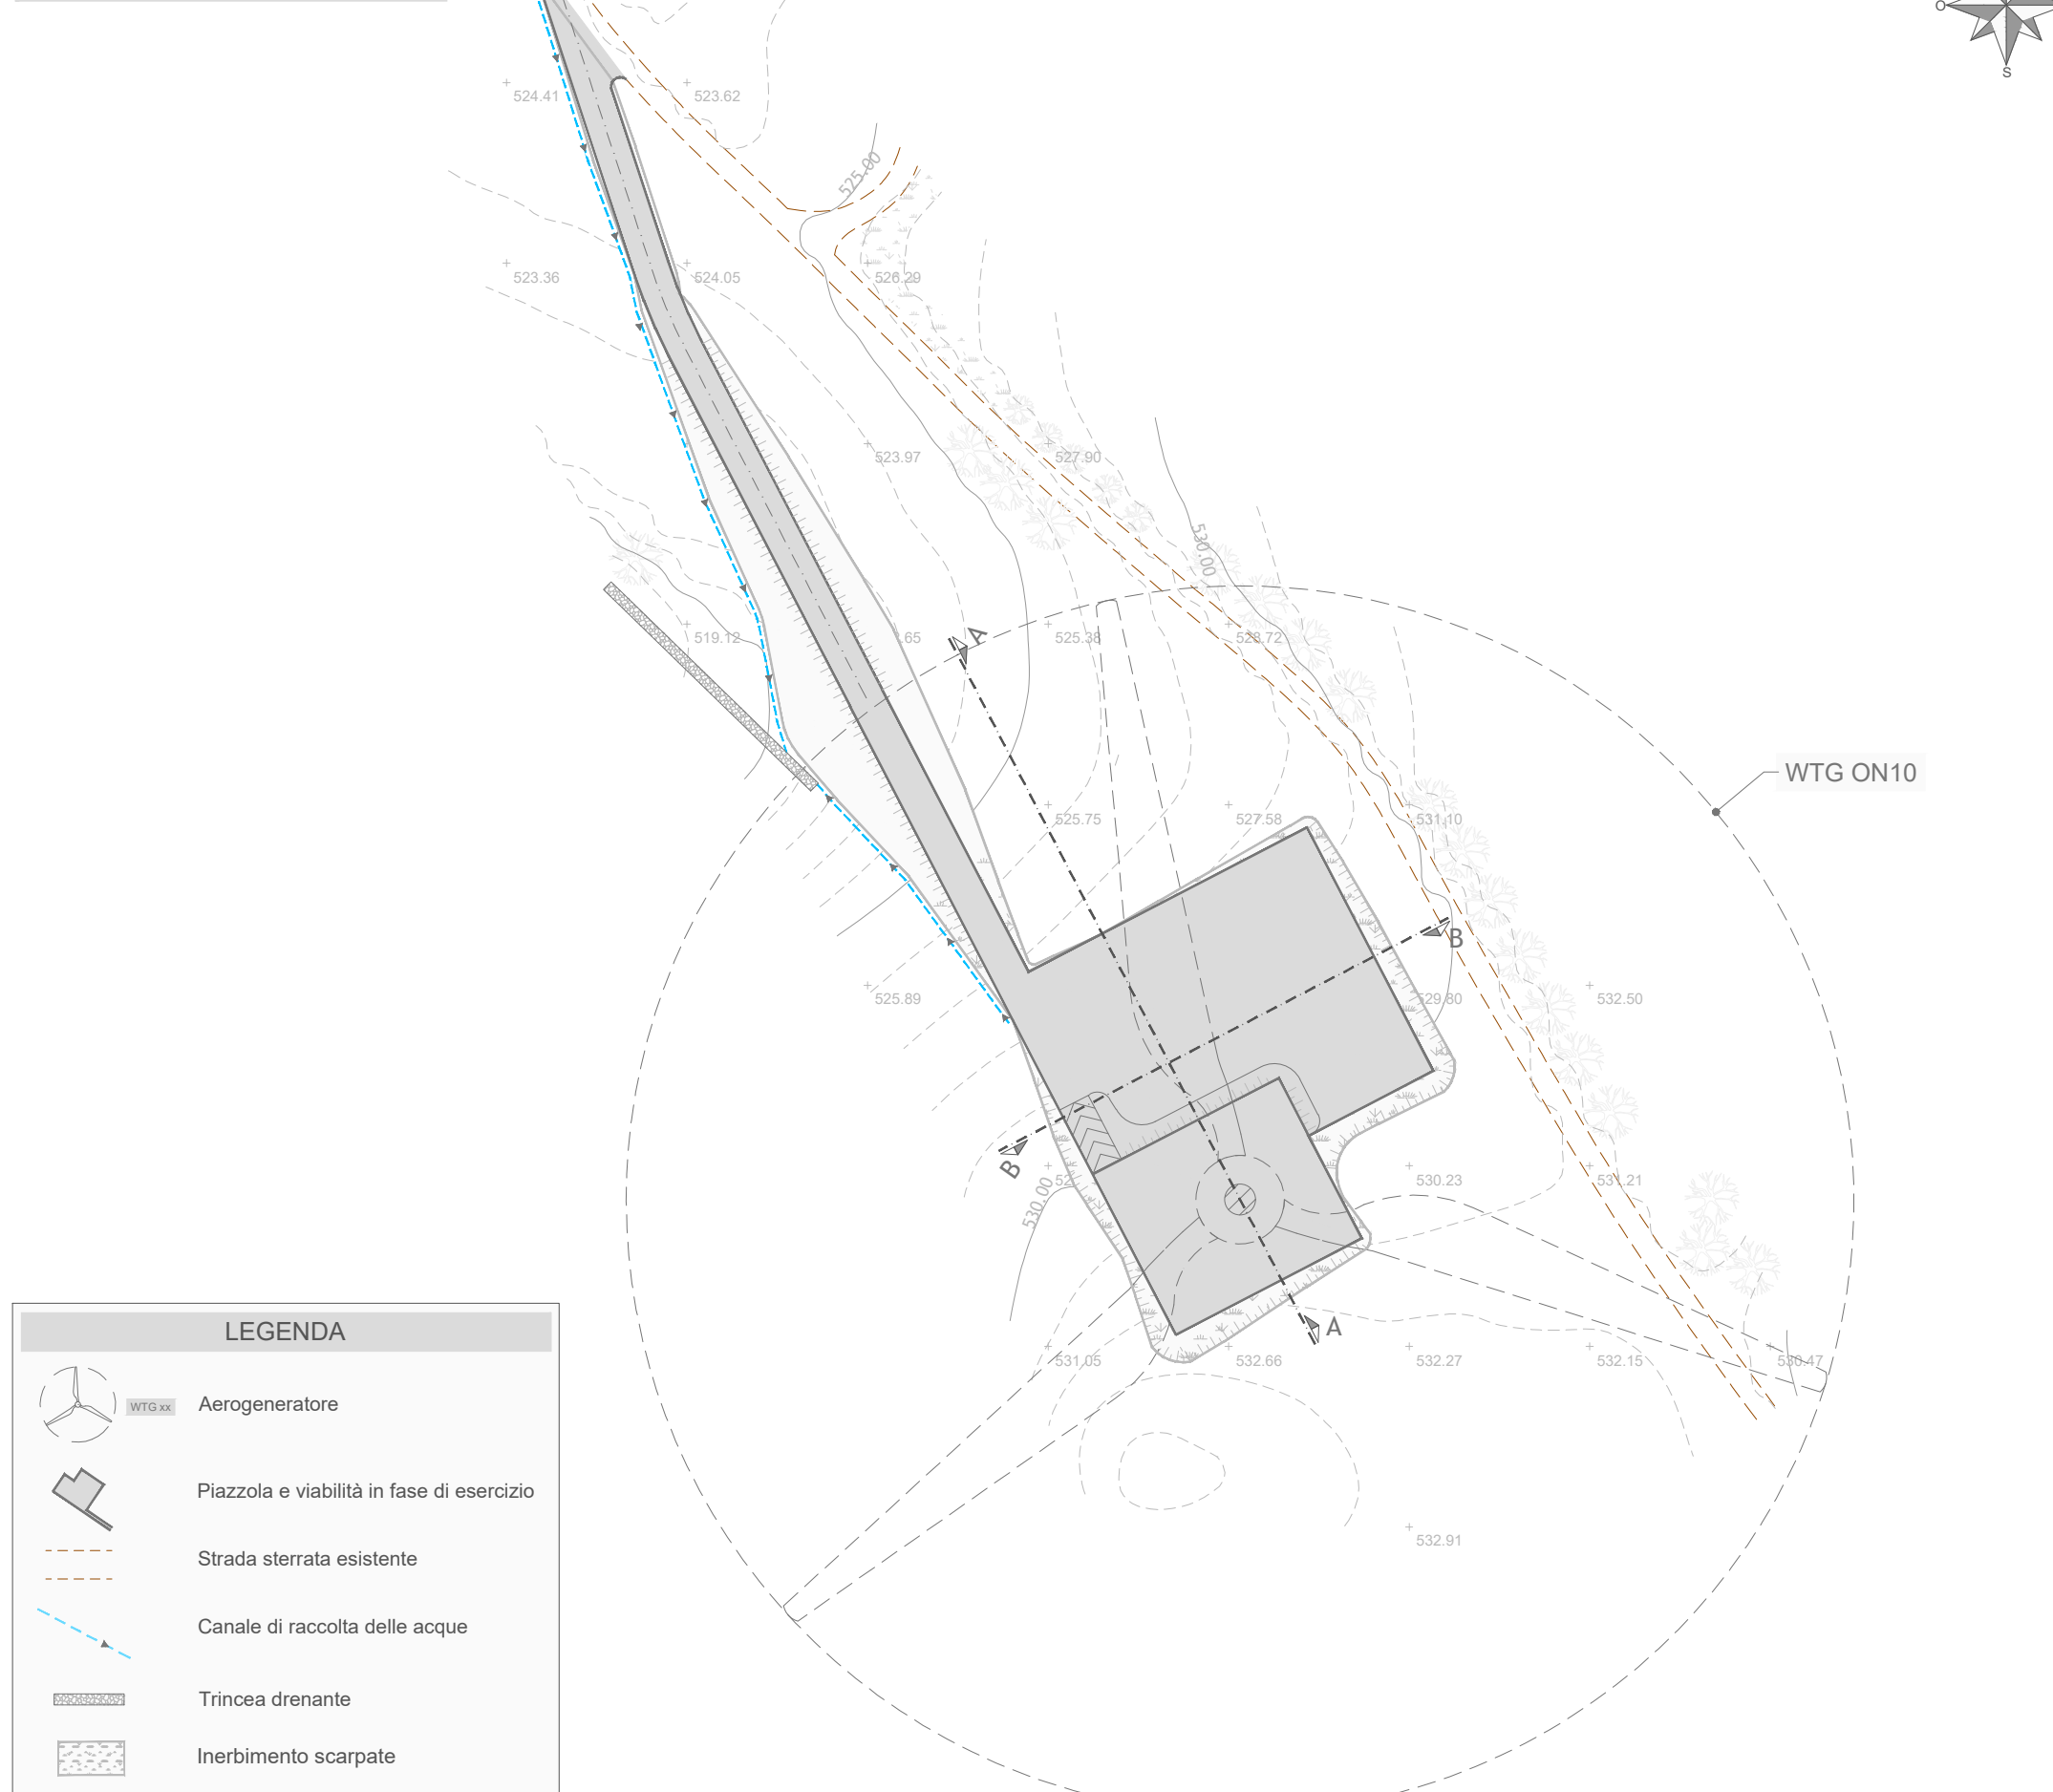 O
S
524.41
523.62
525.00
523.36
524.05
526.29
523.97
527.90
530.00
519.12
.65
A
525.38
528.72
WTG ON10
525.75
527.58
531.10
B
525.89
529.80
532.50
B
530.00
530.23
531.21
A
531.05
532.66
532.27
532.15
530.47
532.91
LEGENDA
WTG xx
Aerogeneratore
Piazzola e viabilità in fase di esercizio
Strada sterrata esistente
Canale di raccolta delle acque
Trincea drenante
Inerbimento scarpate